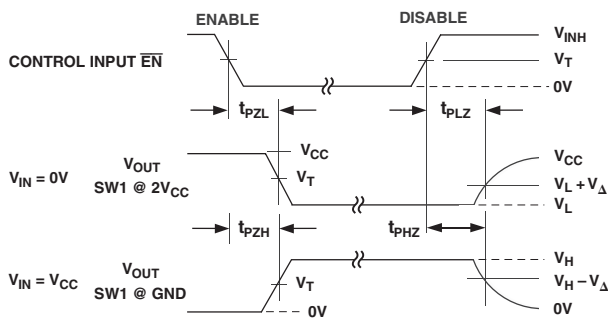 ENABLE DISABLE
CONTROL INPUT EN
V_INH
V_T
0V
t_PZL t_PLZ
V_IN = 0V V_OUT
SW1 @ 2V_CC
V_CC
V_T
V_CC
V_L + V_Δ
V_L
t_PZH t_PHZ
V_IN = V_CC V_OUT
SW1 @ GND
V_T
0V
V_H
V_H – V_Δ
0V